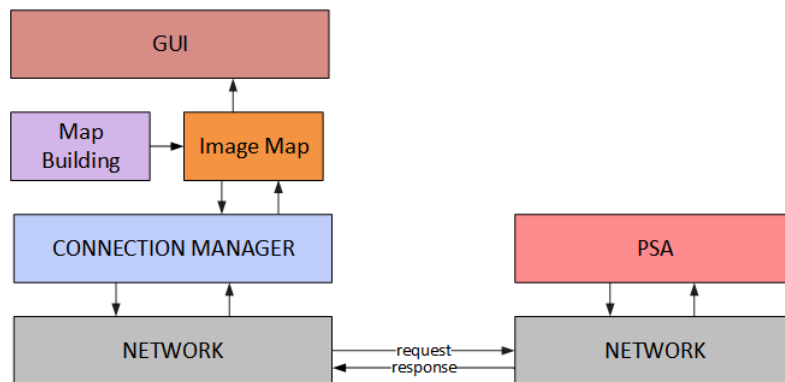 GUI
Map
Building
Image Map
CONNECTION MANAGER
PSA
NETWORK
request
response
NETWORK